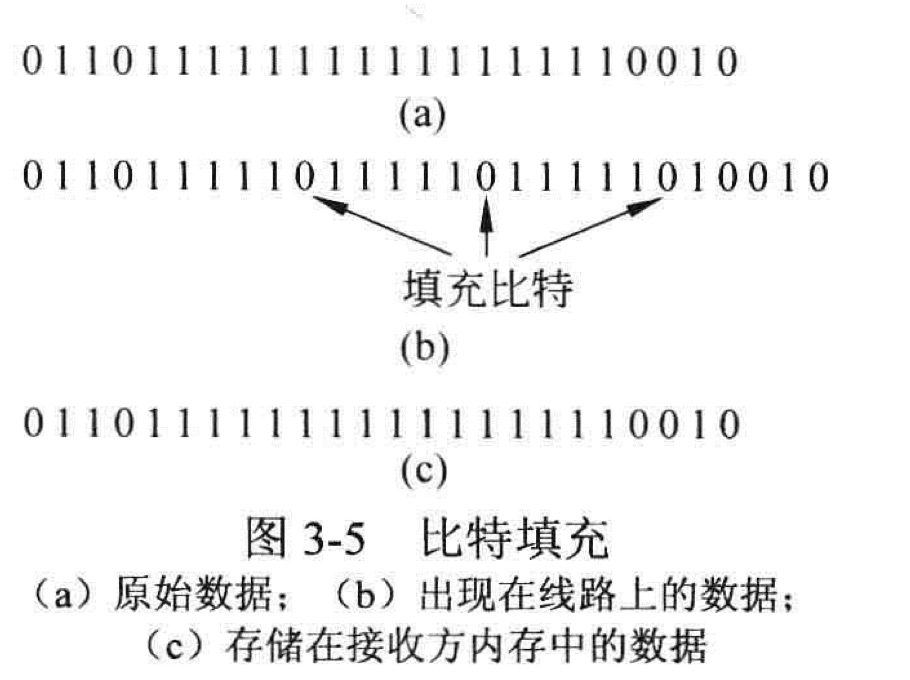 0 1 1 0 1 1 1 1 1 1 1 1 1 1 1 1 1 1 1 1 0 0 1 0
(a)
0 1 1 0 1 1 1 1 1 0 1 1 1 1 1 0 1 1 1 1 1 0 1 0 0 1 0
填充比特
(b)
0 1 1 0 1 1 1 1 1 1 1 1 1 1 1 1 1 1 1 1 0 0 1 0
(c)
图 3-5 比特填充
（a）原始数据；（b）出现在线路上的数据；
（c）存储在接收方内存中的数据